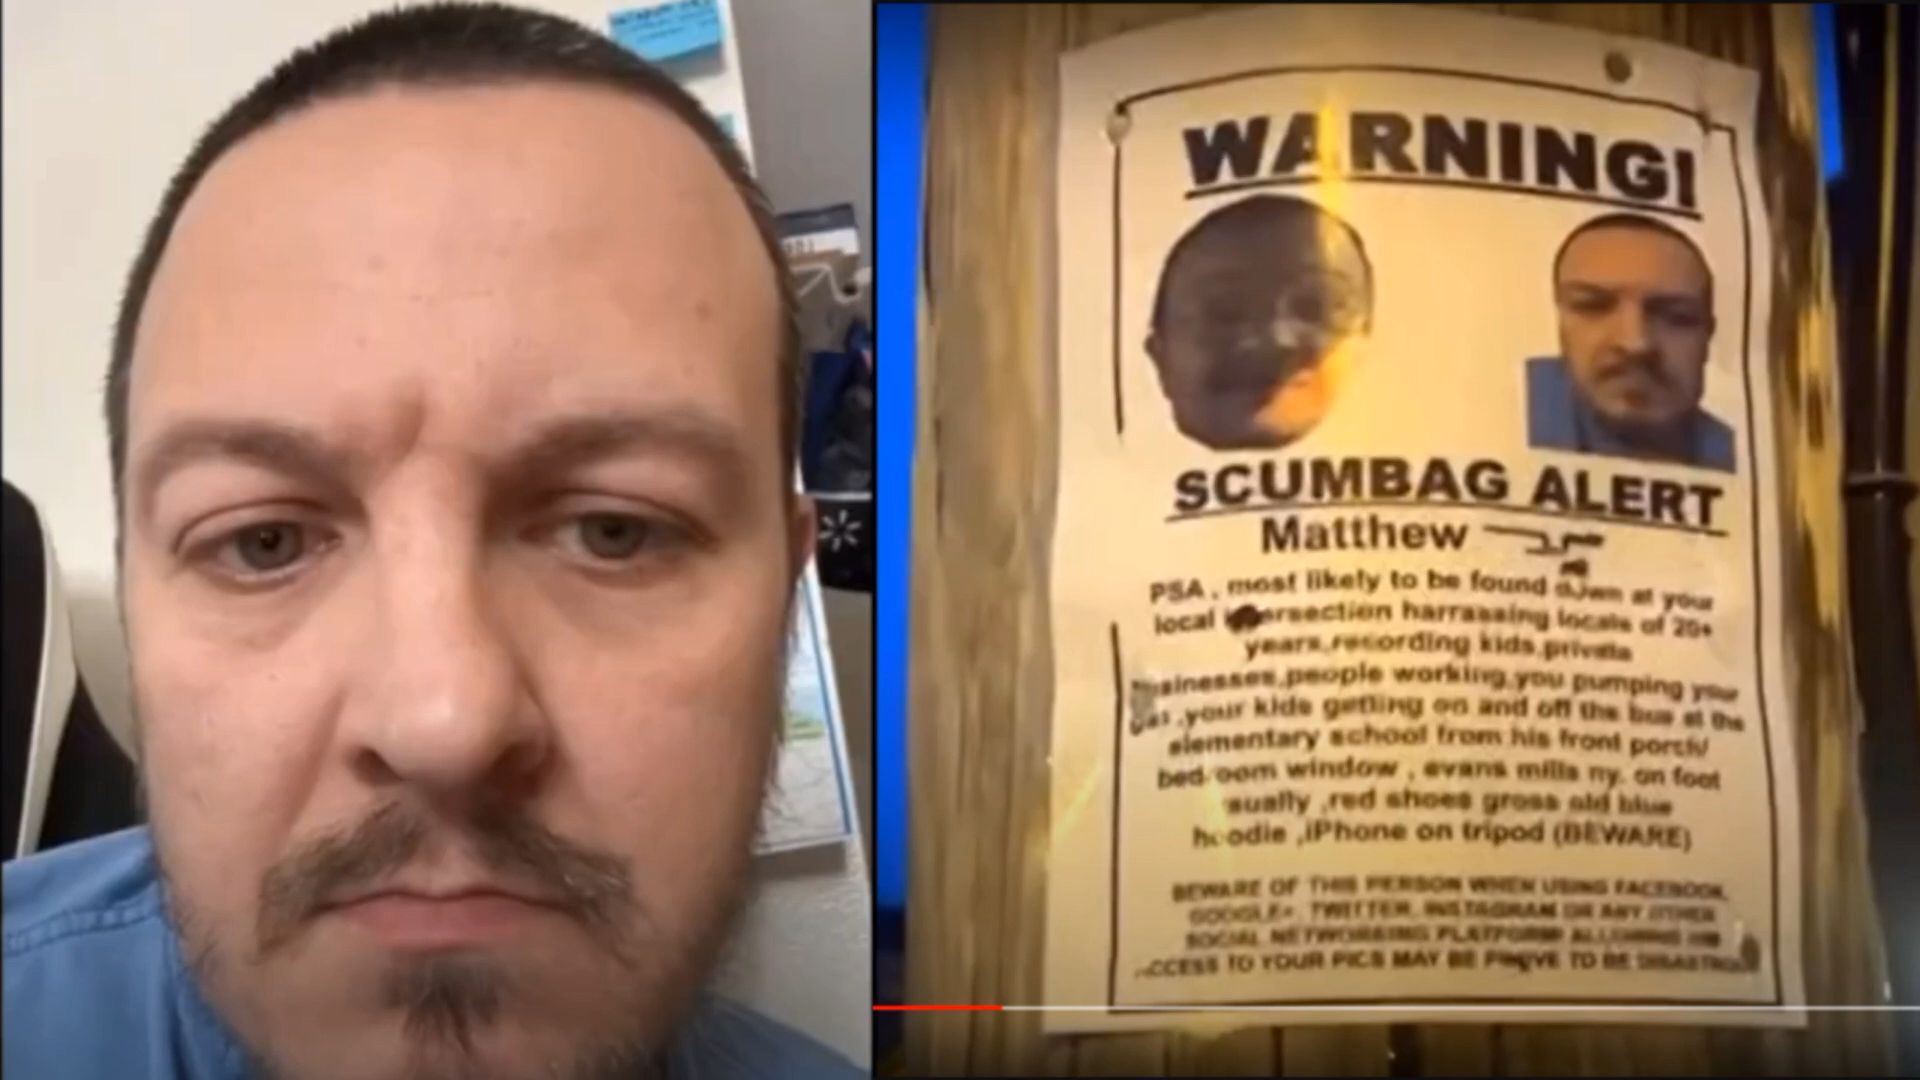 WARNING!
SCUMBAG ALERT
Matthew
PSA , most likely to be found at your
local harrassing locals of 20+
years,recording kids,private
people working,you pumping your
,your kids getting on and off the bus at the
elementary school from his front porch/
window , evans mills ny. on foot
,red shoes gross old blue
,iPhone on tripod (BEWARE)
BEWARE OF THIS PERSON WHEN USING FACEBOOK,
GOOGLE+, TWITTER, INSTAGRAM OR ANY OTHER
SOCIAL NETWORKING PLATFORM ALLOWING HIM
TO YOUR PICS MAY BE TO BE